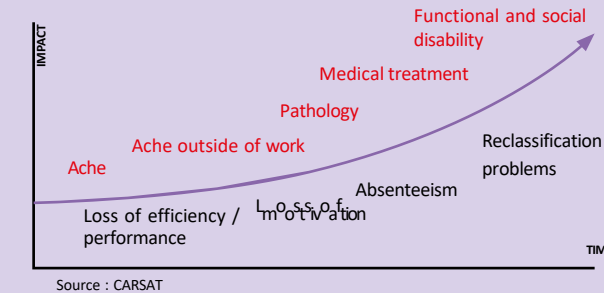 Functional and social
disability
IMPACT
Medical treatment
Pathology
Ache outside of work
Ache
Reclassification
problems
Absenteeism
Loss of efficiency /
performance
Loss of
motivation
TIM
Source : CARSAT